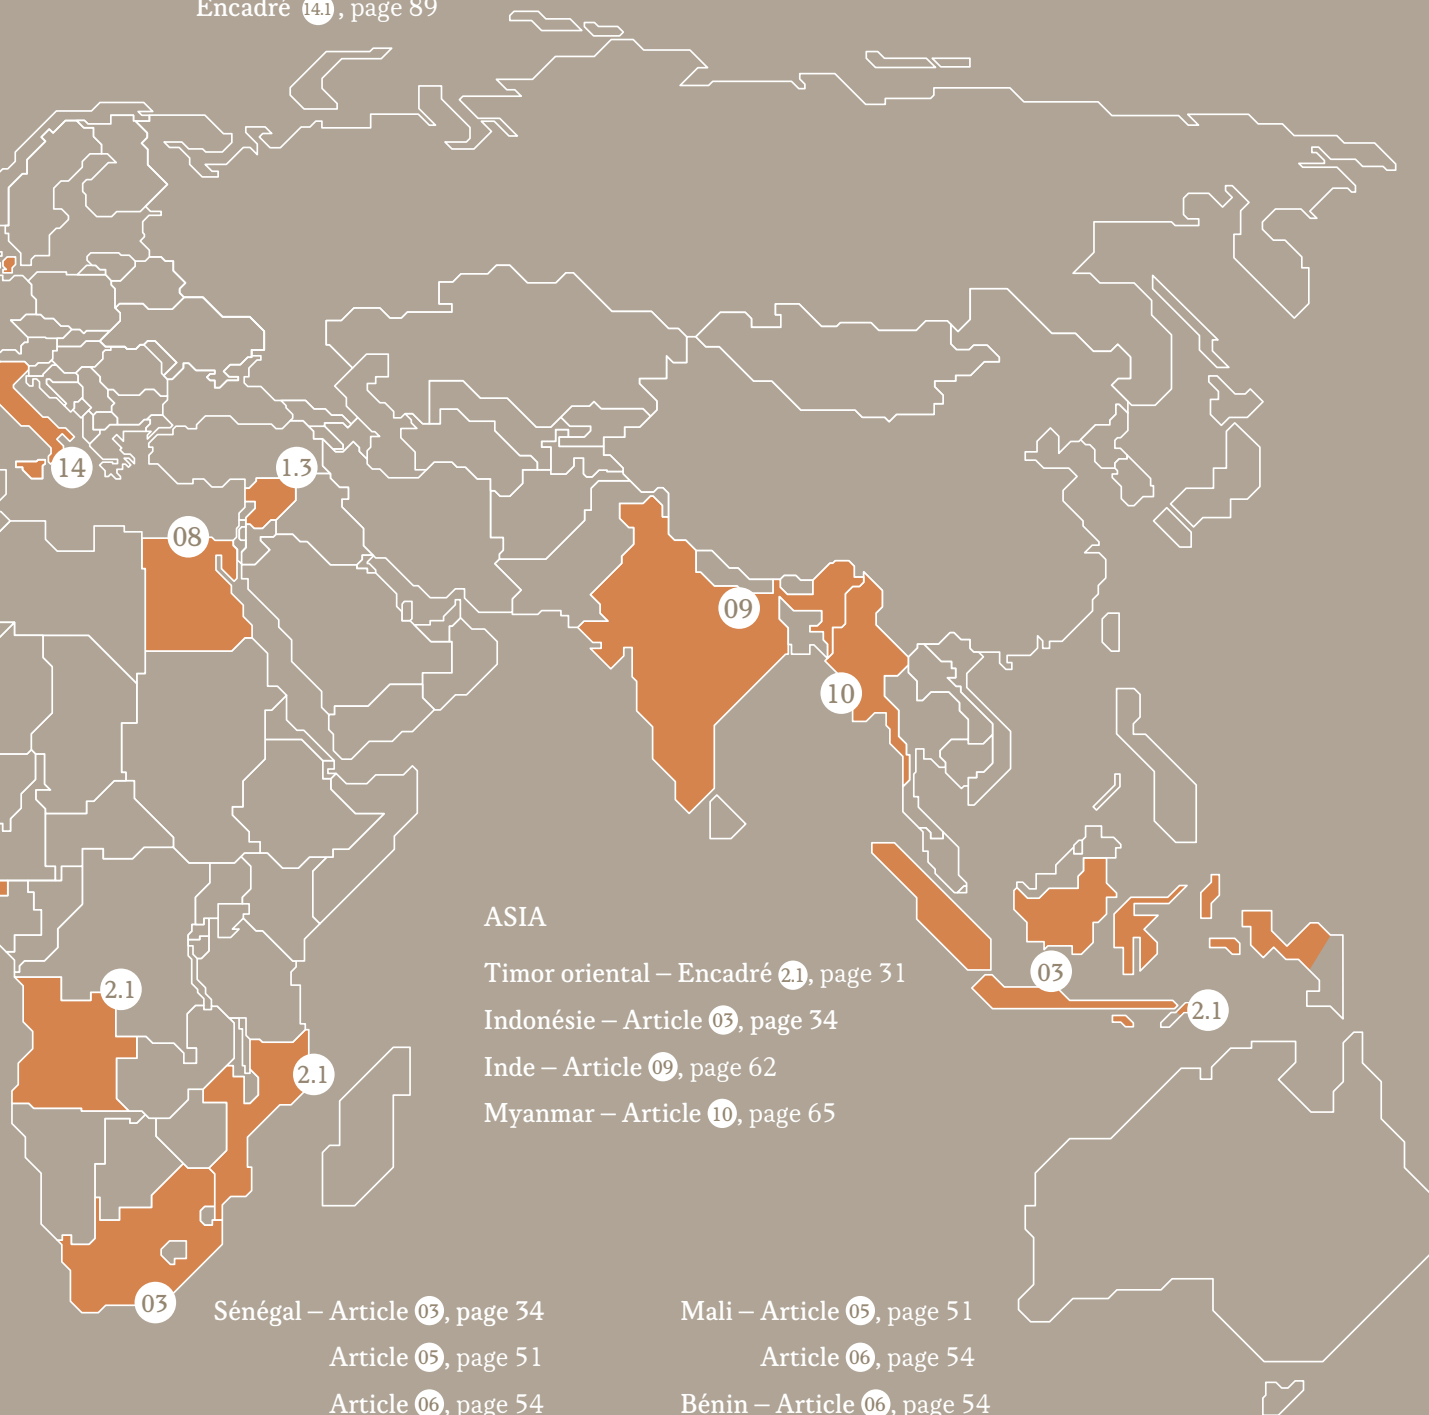 Encadré 14.1, page 89
14
1.3
08
09
10
ASIA
Timor oriental – Encadré 2.1, page 31
Indonésie – Article 03, page 34
Inde – Article 09, page 62
Myanmar – Article 10, page 65
03
2.1
2.1
2.1
03
Sénégal – Article 03, page 34
Article 05, page 51
Article 06, page 54
Mali – Article 05, page 51
Article 06, page 54
Bénin – Article 06, page 54